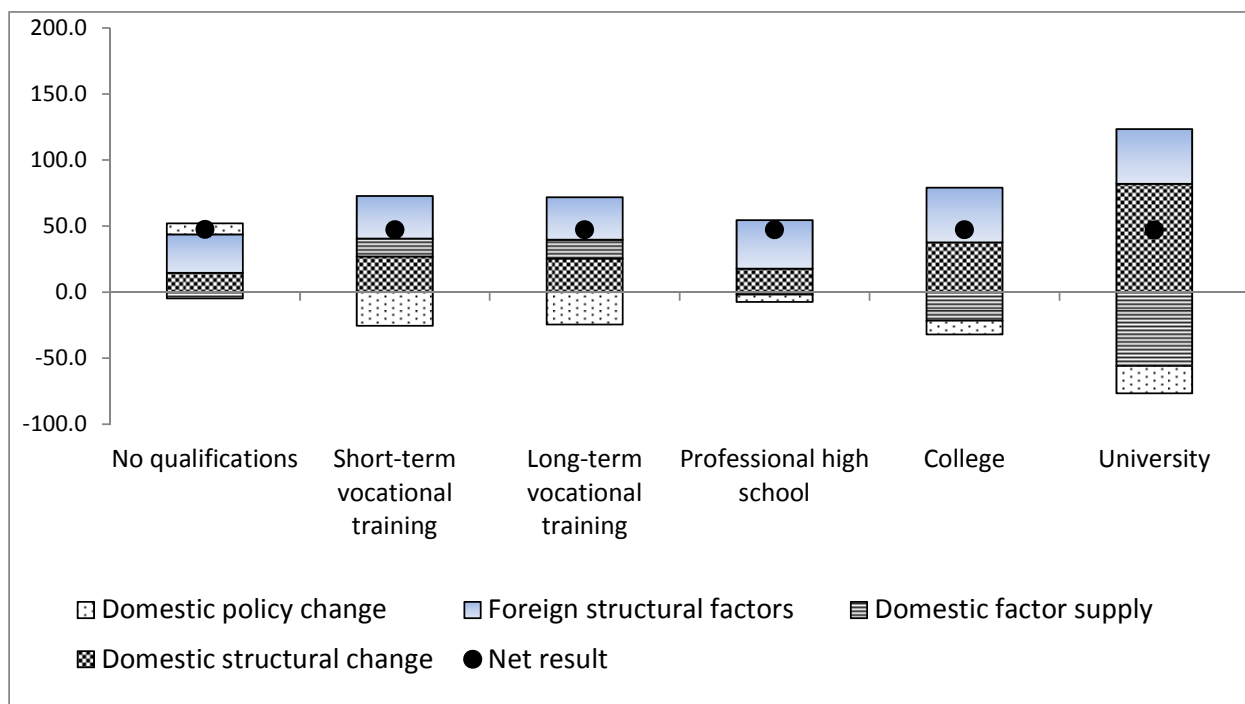 200.0
150.0
100.0
50.0
0.0
-50.0
-100.0
No qualifications
Short-term
vocational
training
Long-term
vocational
training
Professional high
school
College
University
Domestic policy change
Foreign structural factors
Domestic factor supply
Domestic structural change
Net result